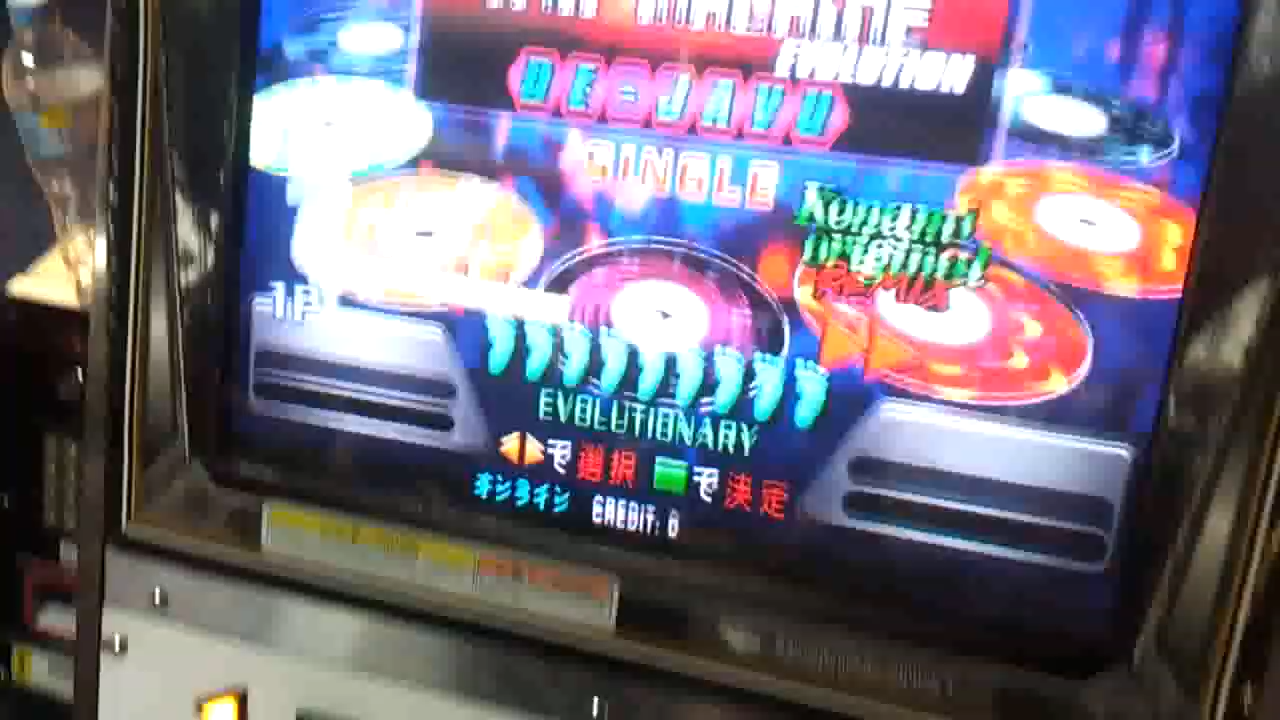 EVOLUTION
DE-JAVU
SINGLE
Konami
original
REMIX
1P
EVOLUTIONARY
で選択 で決定
オンライン CREDIT: 0